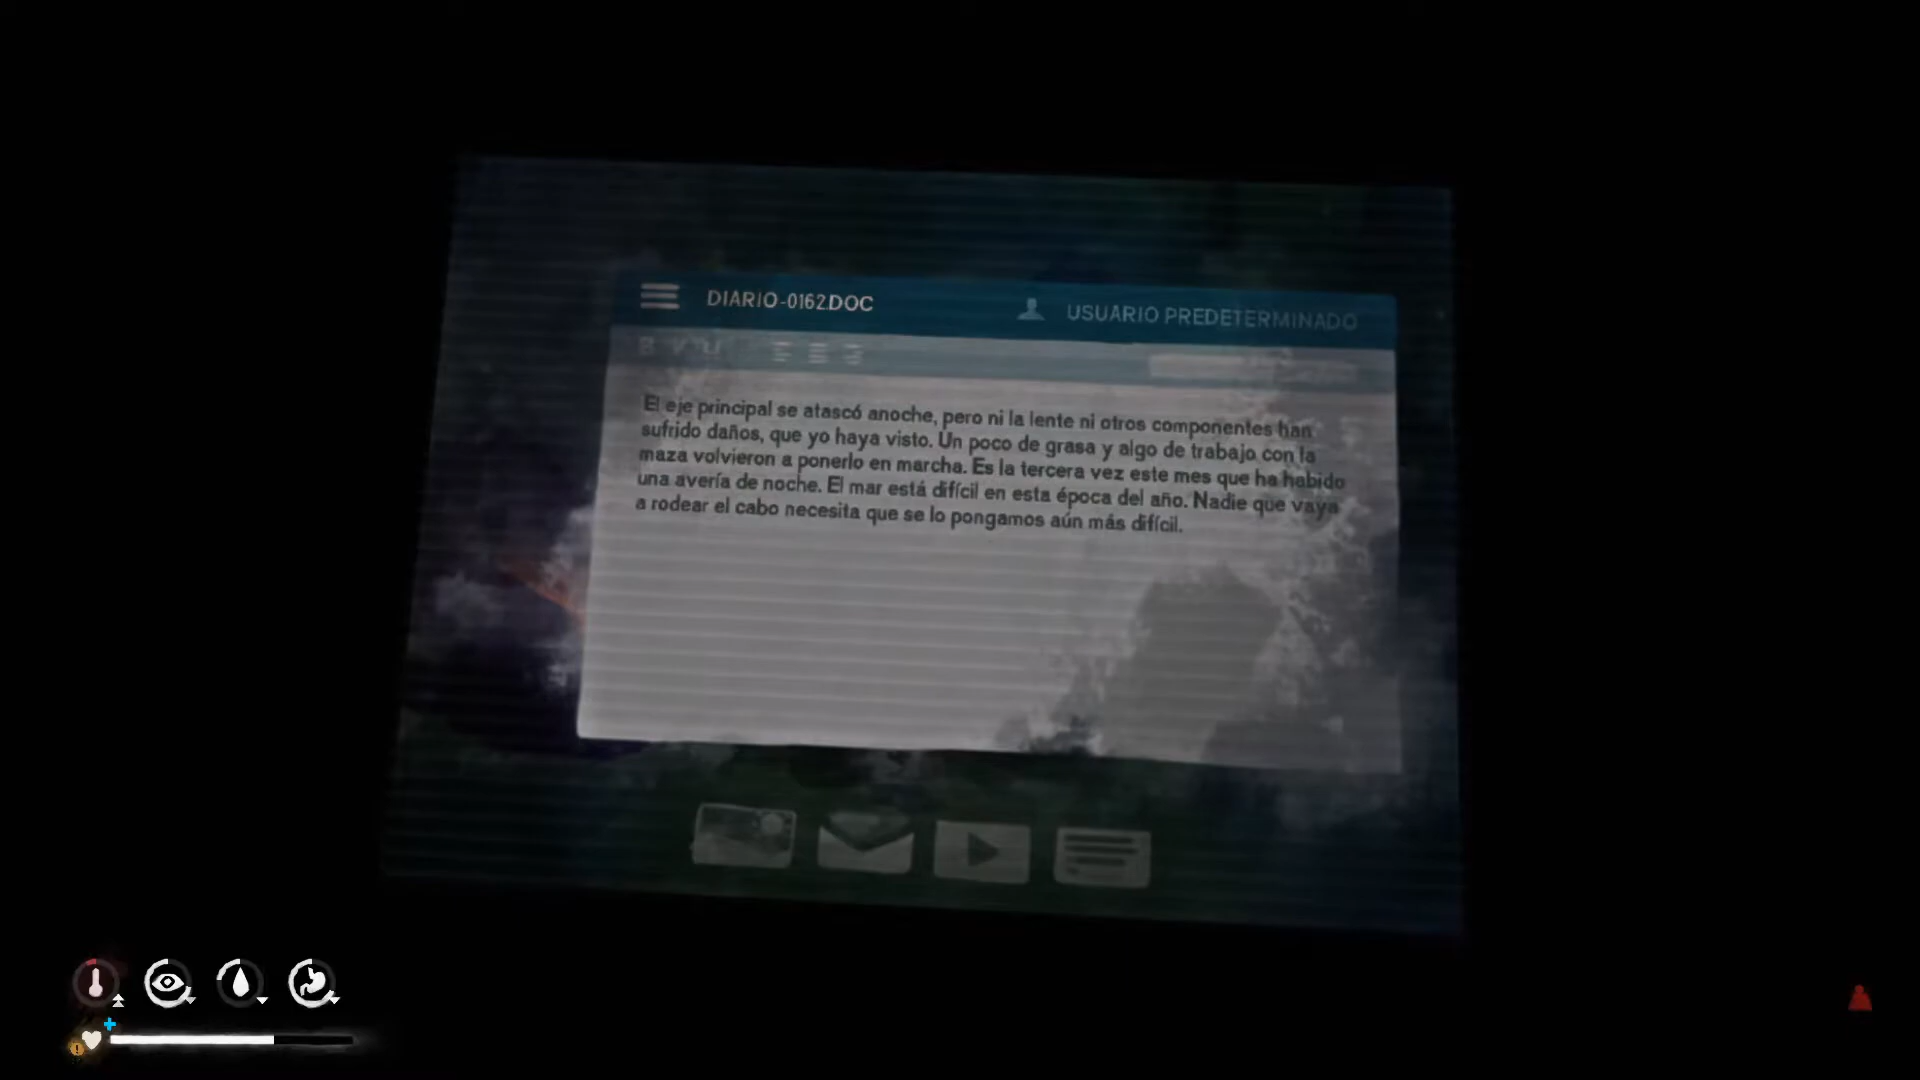 DIARIO-0162.DOC
USUARIO PREDETERMINADO
El eje principal se atascó anoche, pero ni la lente ni otros componentes han
sufrido daños, que yo haya visto. Un poco de grasa y algo de trabajo con la
maza volvieron a ponerlo en marcha. Es la tercera vez este mes que ha habido
una avería de noche. El mar está difícil en esta época del año. Nadie que vaya
a rodear el cabo necesita que se lo pongamos aún más difícil.